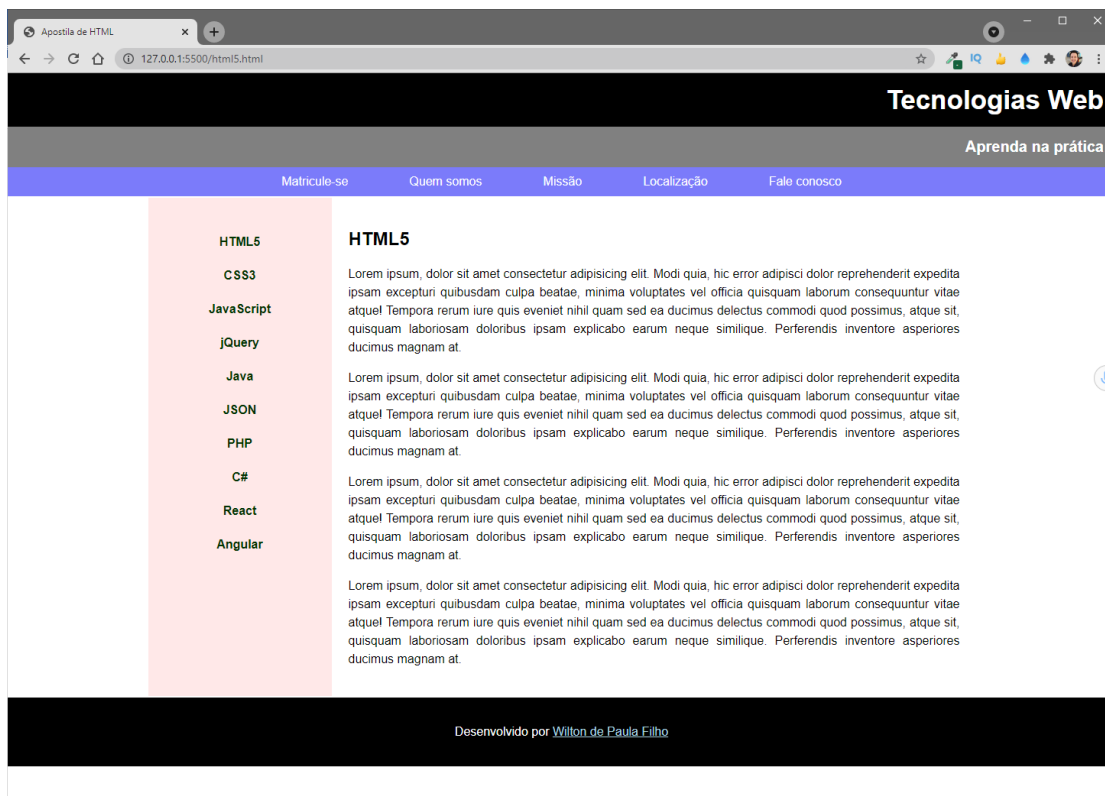 Apostila de HTML
127.0.0.1:5500/html5.html
IQ
Tecnologias Web
Aprenda na prática
Matricule-se Quem somos Missão Localização Fale conosco
HTML5
CSS3
JavaScript
jQuery
Java
JSON
PHP
C#
React
Angular
HTML5
Lorem ipsum, dolor sit amet consectetur adipisicing elit. Modi quia, hic error adipisci dolor reprehenderit expedita
ipsam excepturi quibusdam culpa beatae, minima voluptates vel officia quisquam laborum consequuntur vitae
atque! Tempora rerum iure quis eveniet nihil quam sed ea ducimus delectus commodi quod possimus, atque sit,
quisquam laboriosam doloribus ipsam explicabo earum neque similique. Perferendis inventore asperiores
ducimus magnam at.
Lorem ipsum, dolor sit amet consectetur adipisicing elit. Modi quia, hic error adipisci dolor reprehenderit expedita
ipsam excepturi quibusdam culpa beatae, minima voluptates vel officia quisquam laborum consequuntur vitae
atque! Tempora rerum iure quis eveniet nihil quam sed ea ducimus delectus commodi quod possimus, atque sit,
quisquam laboriosam doloribus ipsam explicabo earum neque similique. Perferendis inventore asperiores
ducimus magnam at.
Lorem ipsum, dolor sit amet consectetur adipisicing elit. Modi quia, hic error adipisci dolor reprehenderit expedita
ipsam excepturi quibusdam culpa beatae, minima voluptates vel officia quisquam laborum consequuntur vitae
atque! Tempora rerum iure quis eveniet nihil quam sed ea ducimus delectus commodi quod possimus, atque sit,
quisquam laboriosam doloribus ipsam explicabo earum neque similique. Perferendis inventore asperiores
ducimus magnam at.
Lorem ipsum, dolor sit amet consectetur adipisicing elit. Modi quia, hic error adipisci dolor reprehenderit expedita
ipsam excepturi quibusdam culpa beatae, minima voluptates vel officia quisquam laborum consequuntur vitae
atque! Tempora rerum iure quis eveniet nihil quam sed ea ducimus delectus commodi quod possimus, atque sit,
quisquam laboriosam doloribus ipsam explicabo earum neque similique. Perferendis inventore asperiores
ducimus magnam at.
Desenvolvido por Wilton de Paula Filho